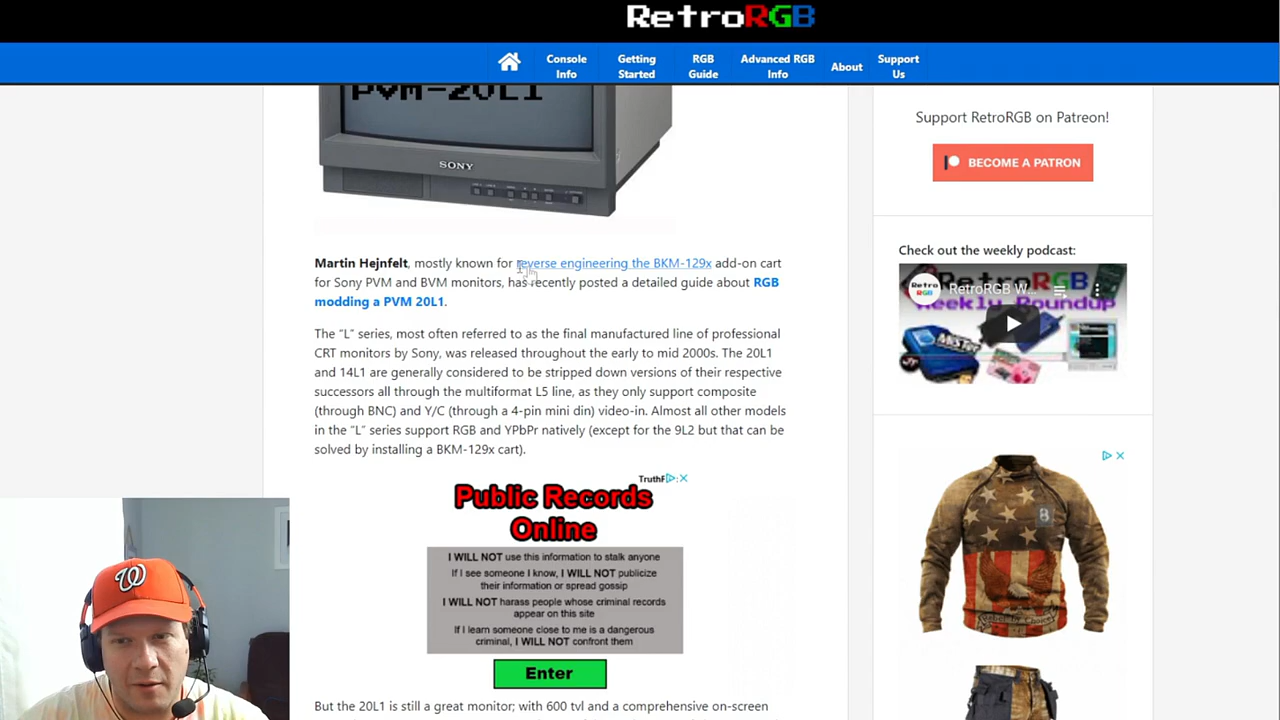 RetroRGB
Console
Info
Getting
Started
RGB
Guide
Advanced RGB
Info
About
Support
Us
PVM-20L1
SONY
Martin Hejnfelt, mostly known for reverse engineering the BKM-129x add-on cart
for Sony PVM and BVM monitors, has recently posted a detailed guide about RGB
modding a PVM 20L1.
The “L” series, most often referred to as the final manufactured line of professional
CRT monitors by Sony, was released throughout the early to mid 2000s. The 20L1
and 14L1 are generally considered to be stripped down versions of their respective
successors all through the multiformat L5 line, as they only support composite
(through BNC) and Y/C (through a 4-pin mini din) video-in. Almost all other models
in the “L” series support RGB and YPbPr natively (except for the 9L2 but that can be
solved by installing a BKM-129x cart).
Public Records
Online
I WILL NOT use this information to stalk anyone
If I see someone I know, I WILL NOT publicize
their information or spread gossip
I WILL NOT harass people whose criminal records
appear on this site
If I learn someone close to me is a dangerous
criminal, I WILL NOT confront them
Enter
But the 20L1 is still a great monitor; with 600 tvl and a comprehensive on-screen
Support RetroRGB on Patreon!
BECOME A PATRON
Check out the weekly podcast:
RetroRGB W...
RetroRGB
Weekly Roundup
W